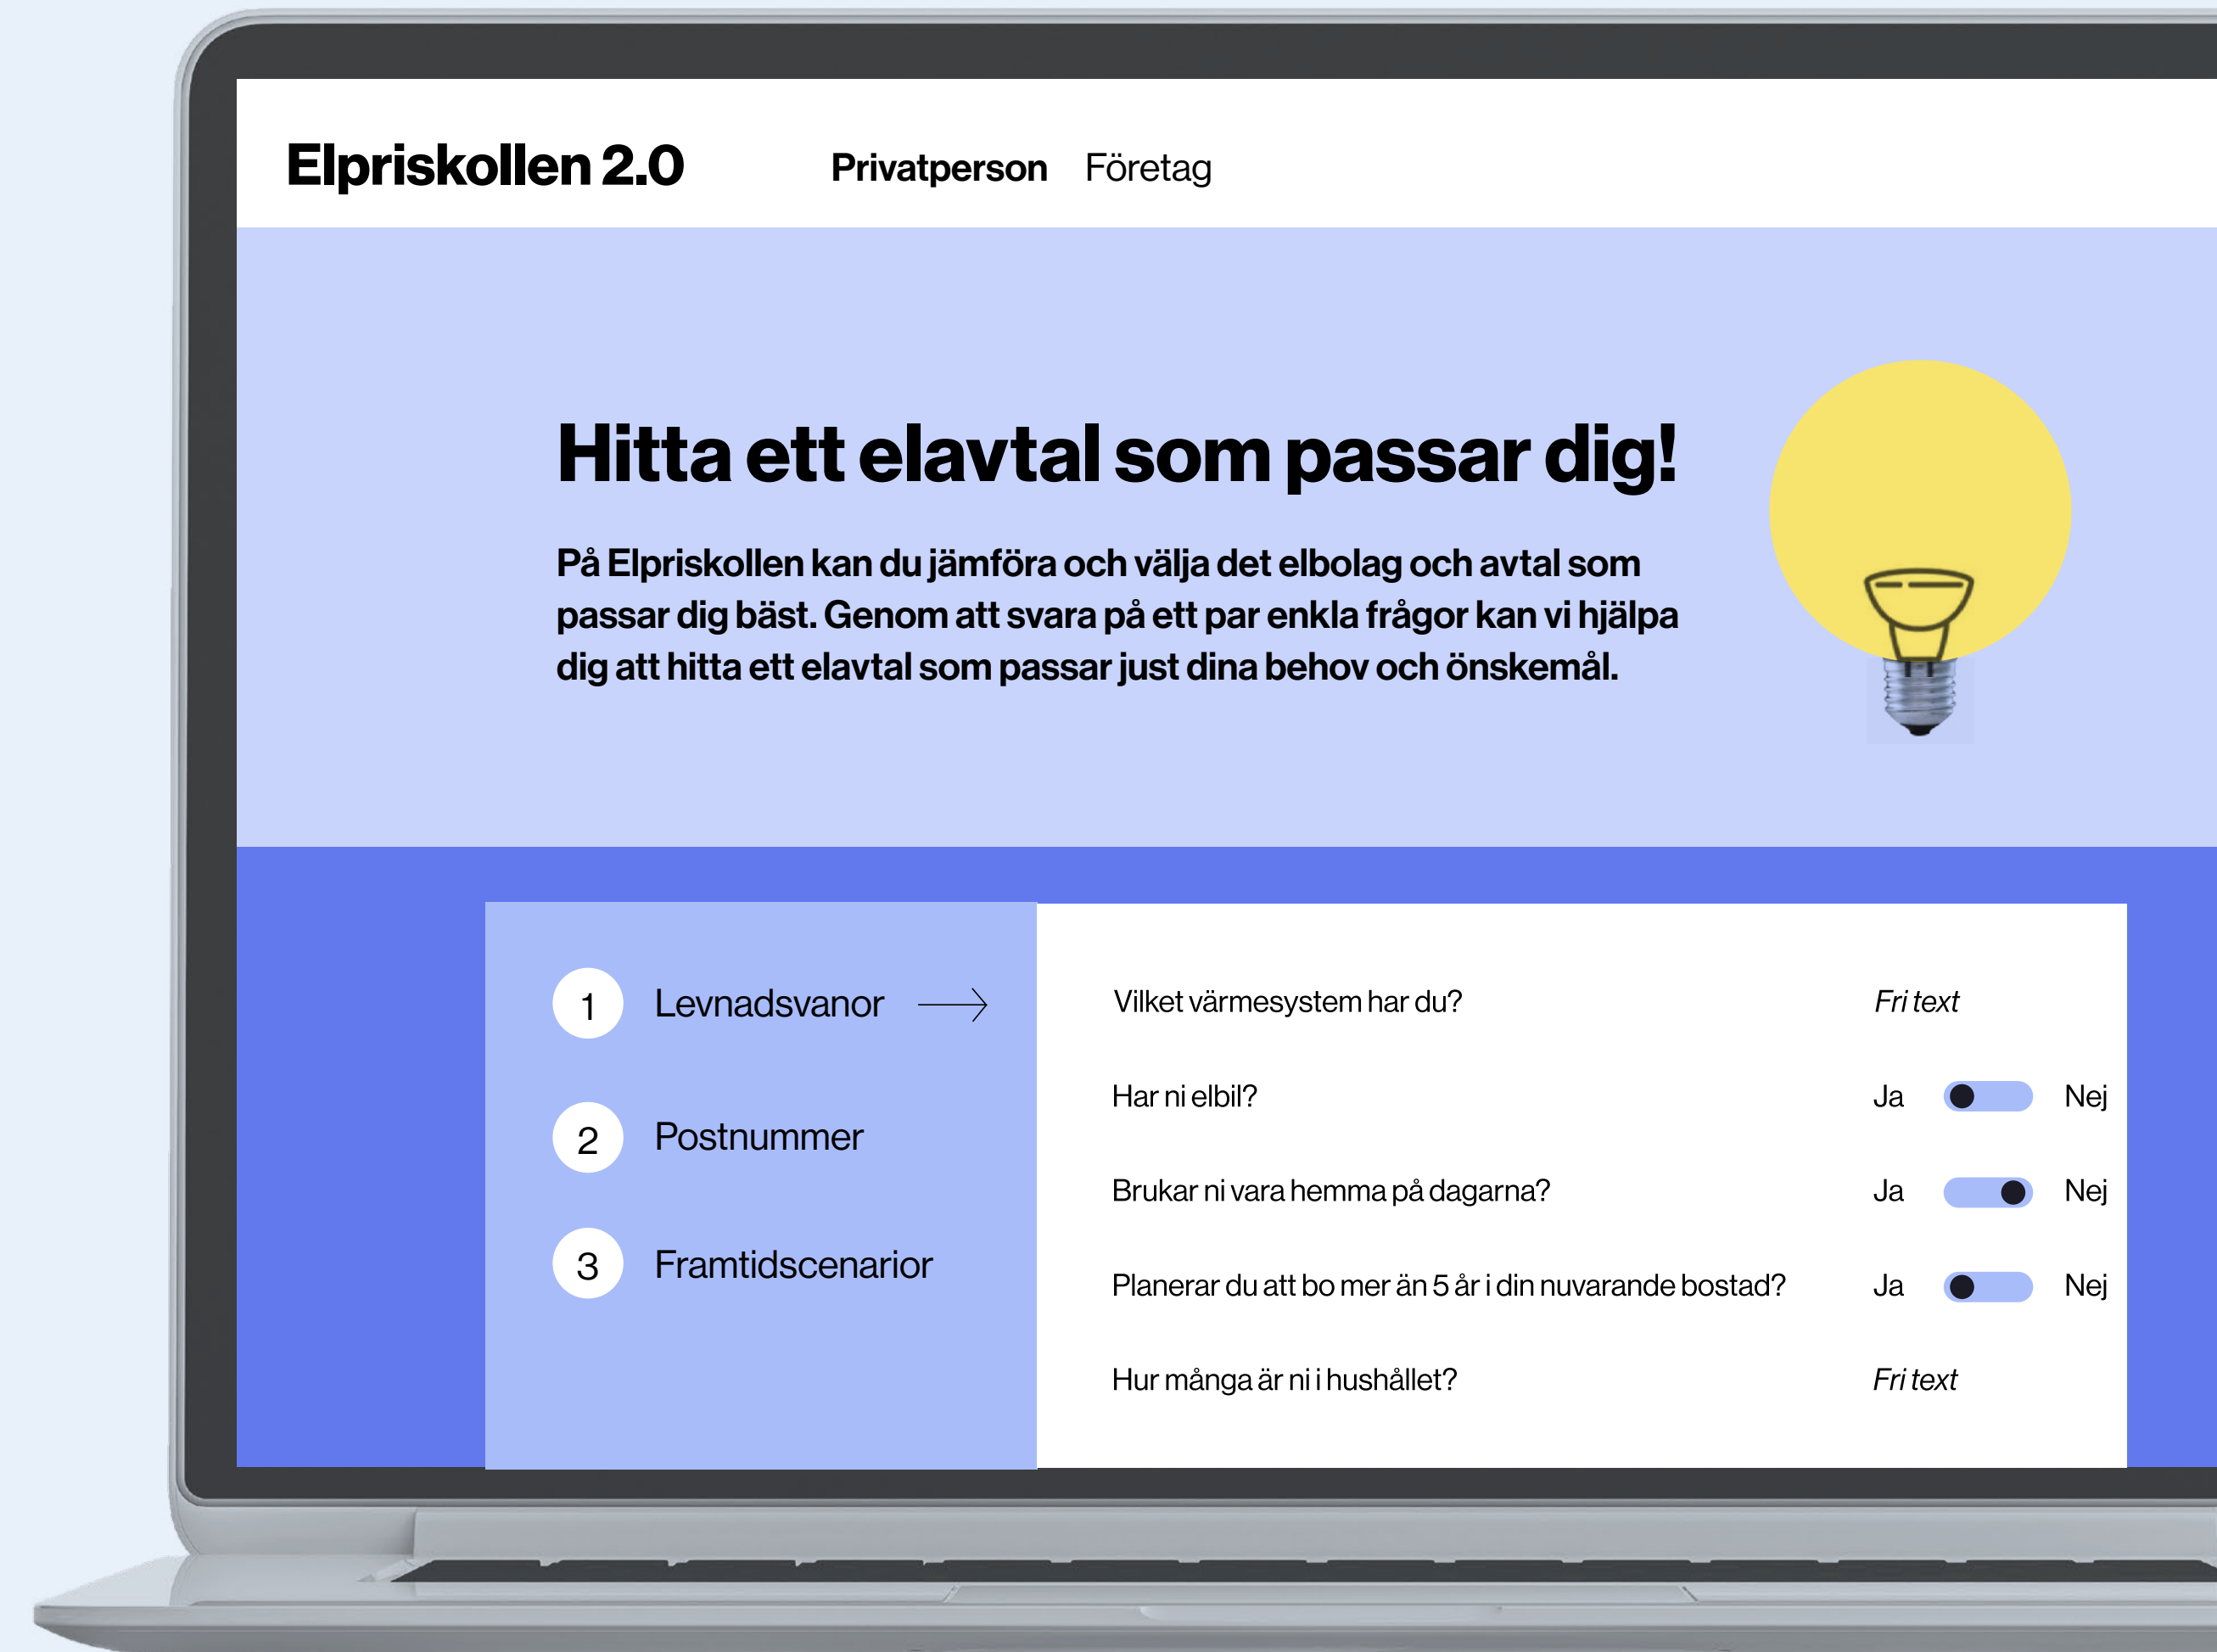 Elpriskollen 2.0 Privatperson Företag
Hitta ett elavtal som passar dig!
På Elpriskollen kan du jämföra och välja det elbolag och avtal som
passar dig bäst. Genom att svara på ett par enkla frågor kan vi hjälpa
dig att hitta ett elavtal som passar just dina behov och önskemål.
1 Levnadsvanor
2 Postnummer
3 Framtidscenarior
Vilket värmesystem har du? Fri text
Har ni elbil? Ja Nej
Brukar ni vara hemma på dagarna? Ja Nej
Planerar du att bo mer än 5 år i din nuvarande bostad? Ja Nej
Hur många är ni i hushållet? Fri text